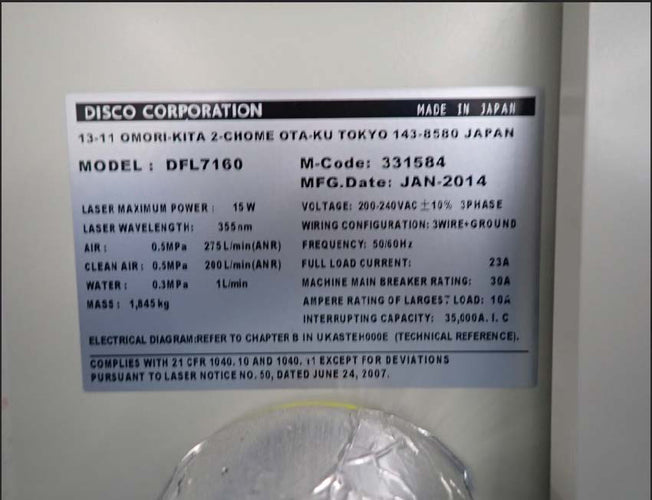 DISCO CORPORATION MADE IN JAPAN
13-11 OMORI-KITA 2-CHOME OTA-KU TOKYO 143-8580 JAPAN
MODEL : DFL7160 M-Code: 331584
MFG.Date: JAN-2014
LASER MAXIMUM POWER : 15 W
LASER WAVELENGTH: 355nm
AIR : 0.5MPa 275L/min(ANR)
CLEAN AIR : 0.5MPa 200L/min(ANR)
WATER : 0.3MPa 1L/min
MASS : 1,845kg
VOLTAGE: 200-240VAC ±10% 3PHASE
WIRING CONFIGURATION: 3WIRE+GROUND
FREQUENCY: 50/60Hz
FULL LOAD CURRENT: 23A
MACHINE MAIN BREAKER RATING: 30A
AMPERE RATING OF LARGEST LOAD: 10A
INTERRUPTING CAPACITY: 35,000A.I.C
ELECTRICAL DIAGRAM:REFER TO CHAPTER B IN UKASTEH000E (TECHNICAL REFERENCE).
COMPLIES WITH 21 CFR 1040.10 AND 1040.11 EXCEPT FOR DEVIATIONS
PURSUANT TO LASER NOTICE NO. 50, DATED JUNE 24, 2007.